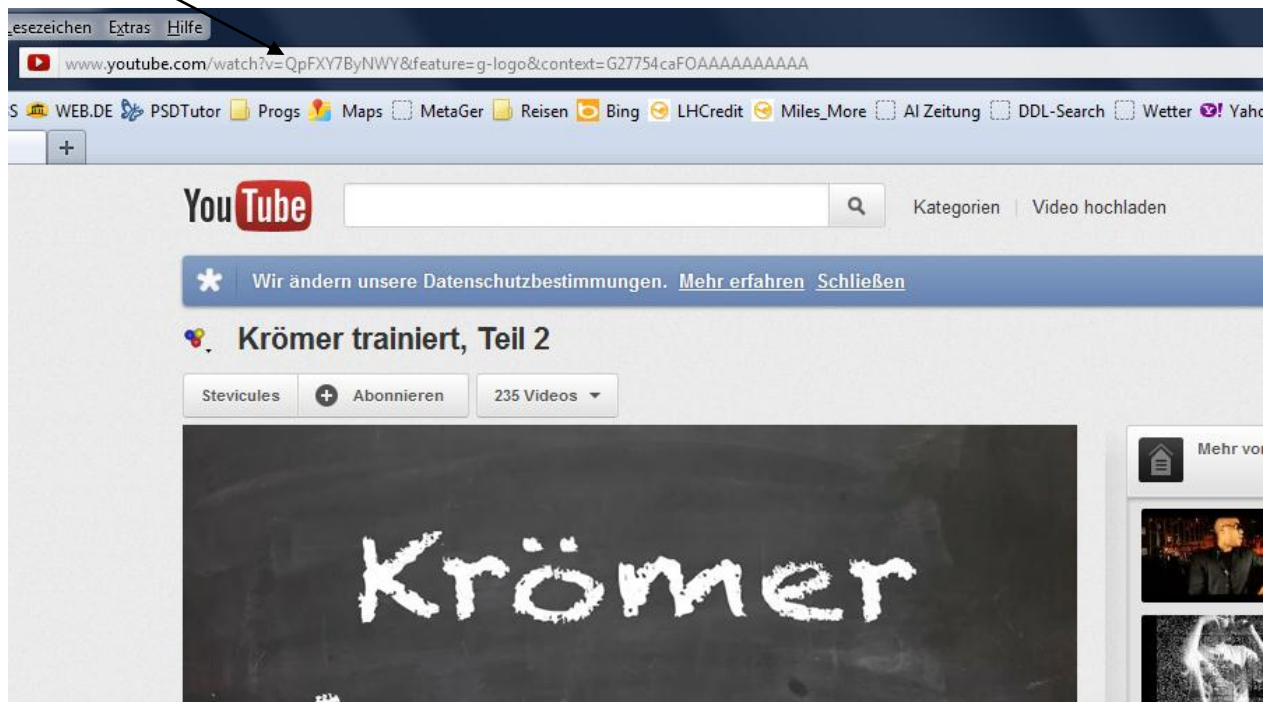 Lesezeichen Extras Hilfe
www.youtube.com/watch?v=QpFXY7ByNWY&feature=g-logo&context=G27754caFOAAAAAAAAAA
S WEB.DE PSDTutor Progs Maps MetaGer Reisen Bing LHCredit Miles_More Al Zeitung DDL-Search Wetter Yaho
+
YouTube Kategorien Video hochladen
Wir ändern unsere Datenschutzbestimmungen. Mehr erfahren Schließen
Krömer trainiert, Teil 2
Stevicules Abonnieren 235 Videos
Mehr vo
Krömer